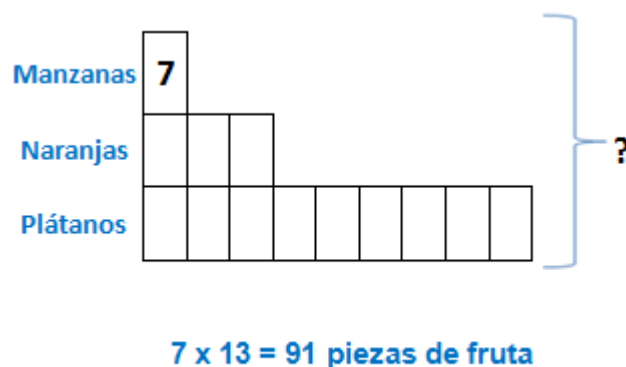 Manzanas 7
Naranjas
?
Plátanos
7 x 13 = 91 piezas de fruta